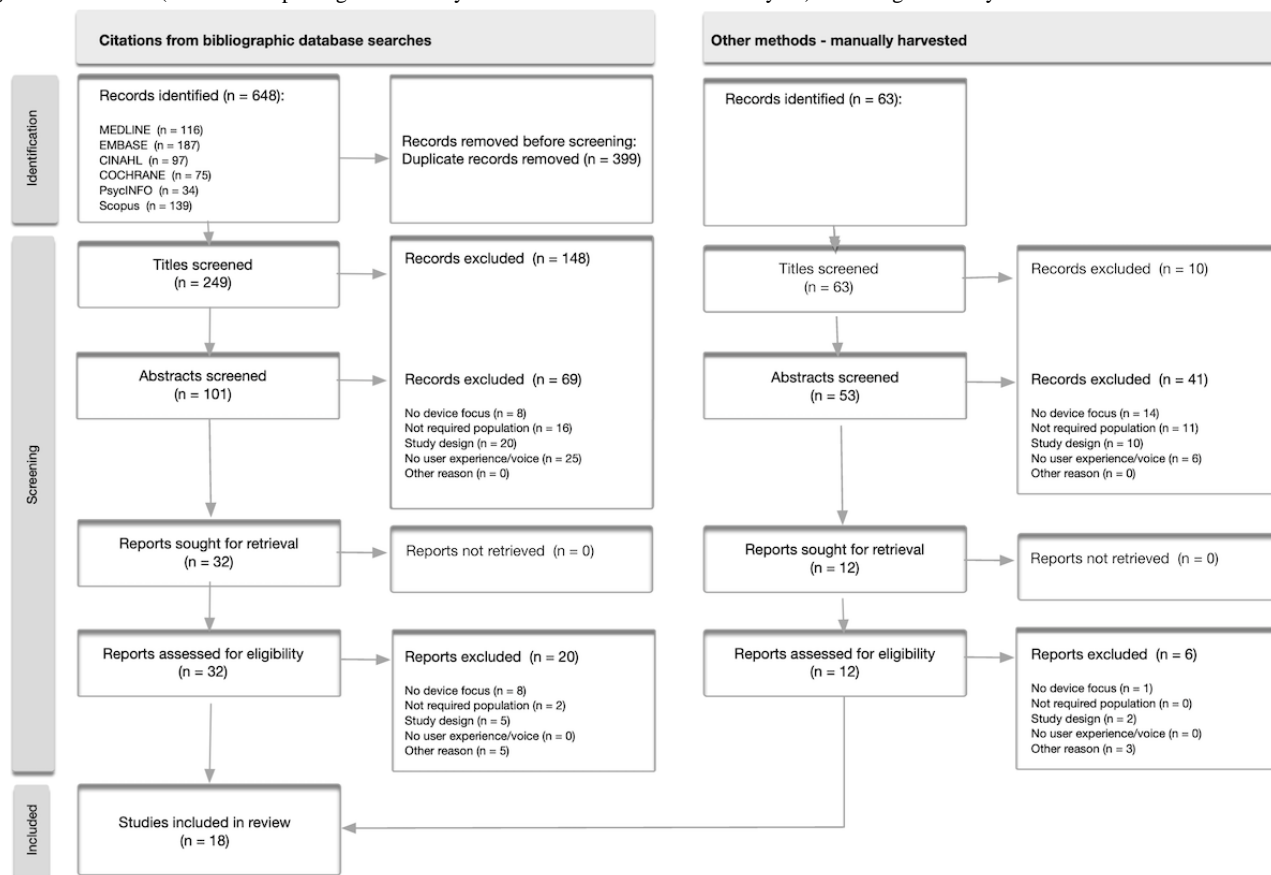 Citations from bibliographic database searches
Other methods - manually harvested
Identification
Records identified (n = 648):
MEDLINE (n = 116)
EMBASE (n = 187)
CINAHL (n = 97)
COCHRANE (n = 75)
PsycINFO (n = 34)
Scopus (n = 139)
Records removed before screening:
Duplicate records removed (n = 399)
Records identified (n = 63):
Screening
Titles screened
(n = 249)
Records excluded (n = 148)
Titles screened
(n = 63)
Records excluded (n = 10)
Abstracts screened
(n = 101)
Records excluded (n = 69)
No device focus (n = 8)
Not required population (n = 16)
Study design (n = 20)
No user experience/voice (n = 25)
Other reason (n = 0)
Abstracts screened
(n = 53)
Records excluded (n = 41)
No device focus (n = 14)
Not required population (n = 11)
Study design (n = 10)
No user experience/voice (n = 6)
Other reason (n = 0)
Reports sought for retrieval
(n = 32)
Reports not retrieved (n = 0)
Reports sought for retrieval
(n = 12)
Reports not retrieved (n = 0)
Reports assessed for eligibility
(n = 32)
Reports excluded (n = 20)
No device focus (n = 8)
Not required population (n = 2)
Study design (n = 5)
No user experience/voice (n = 0)
Other reason (n = 5)
Reports assessed for eligibility
(n = 12)
Reports excluded (n = 6)
No device focus (n = 1)
Not required population (n = 0)
Study design (n = 2)
No user experience/voice (n = 0)
Other reason (n = 3)
Included
Studies included in review
(n = 18)